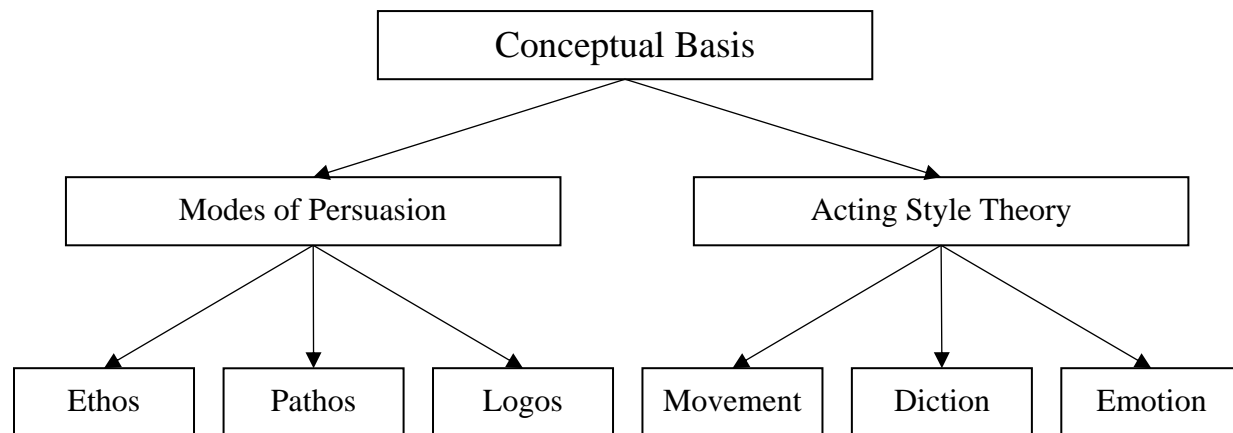 Conceptual Basis
Modes of Persuasion
Acting Style Theory
Ethos
Pathos
Logos
Movement
Diction
Emotion